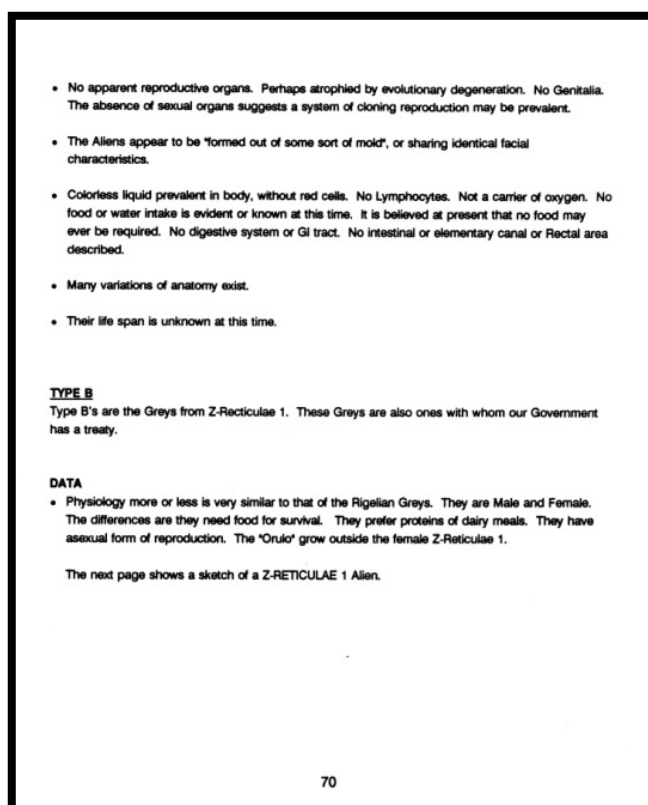 • No apparent reproductive organs. Perhaps atrophied by evolutionary degeneration. No Genitalia.
The absence of sexual organs suggests a system of cloning reproduction may be prevalent.
• The Aliens appear to be "formed out of some sort of mold", or sharing identical facial
characteristics.
• Colorless liquid prevalent in body, without red cells. No Lymphocytes. Not a carrier of oxygen. No
food or water intake is evident or known at this time. It is believed at present that no food may
ever be required. No digestive system or GI tract. No intestinal or elementary canal or Rectal area
described.
• Many variations of anatomy exist.
• Their life span is unknown at this time.
TYPE B
Type B's are the Greys from Z-Recticulae 1. These Greys are also ones with whom our Government
has a treaty.
DATA
• Physiology more or less is very similar to that of the Rigelian Greys. They are Male and Female.
The differences are they need food for survival. They prefer proteins of dairy meals. They have
asexual form of reproduction. The "Orulo" grow outside the female Z-Reticulae 1.
The next page shows a sketch of a Z-RETICULAE 1 Alien.
70